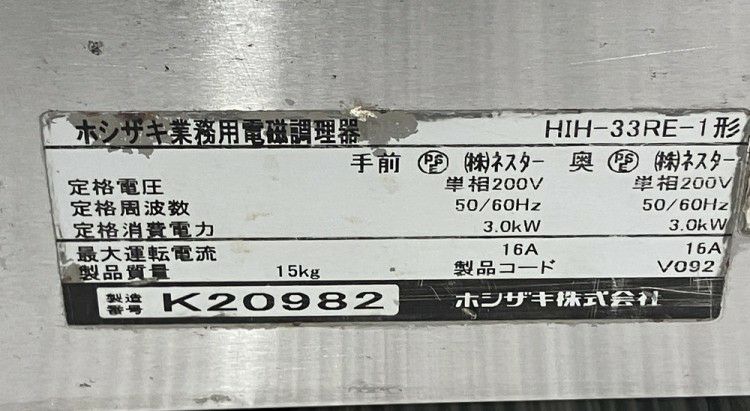 ホシザキ業務用電磁調理器 HIH-33RE-1形
手前 PSE (株)ネスター 奥 PSE (株)ネスター
定格電圧 単相200V 単相200V
定格周波数 50/60Hz 50/60Hz
定格消費電力 3.0kW 3.0kW
最大運転電流 16A 16A
製品質量 15kg 製品コード V092
製造番号 K20982 ホシザキ株式会社